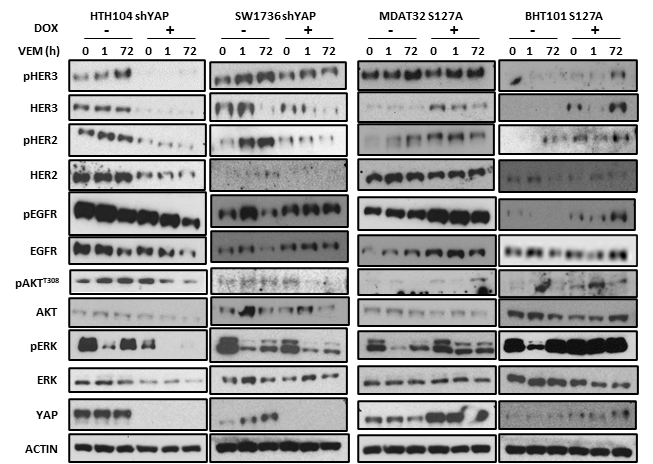 HTH104 shYAP SW1736 shYAP MDAT32 S127A BHT101 S127A
DOX - + - + - + - +
VEM (h) 0 1 72 0 1 72 0 1 72 0 1 72 0 1 72 0 1 72 0 1 72 0 1 72
pHER3
HER3
pHER2
HER2
pEGFR
EGFR
pAKTT308
AKT
pERK
ERK
YAP
ACTIN